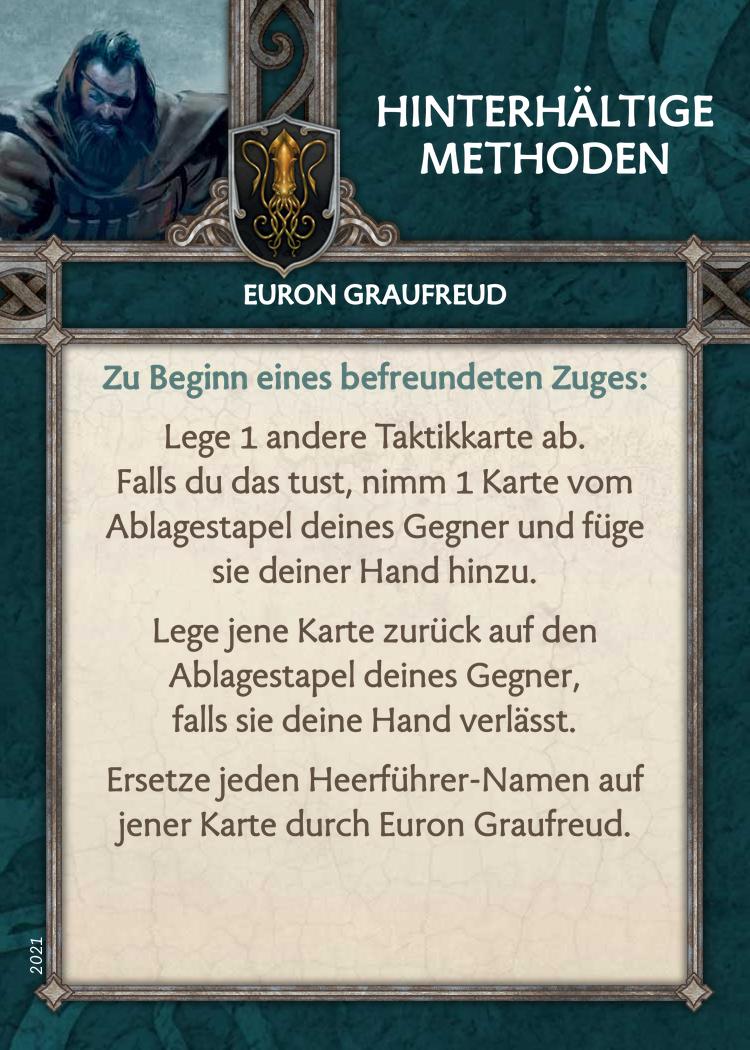 HINTERHÄLTIGE
METHODEN
EURON GRAUFREUD
Zu Beginn eines befreundeten Zuges:
Lege 1 andere Taktikkarte ab.
Falls du das tust, nimm 1 Karte vom
Ablagestapel deines Gegner und füge
sie deiner Hand hinzu.
Lege jene Karte zurück auf den
Ablagestapel deines Gegner,
falls sie deine Hand verlässt.
Ersetze jeden Heerführer-Namen auf
jener Karte durch Euron Graufreud.
2021